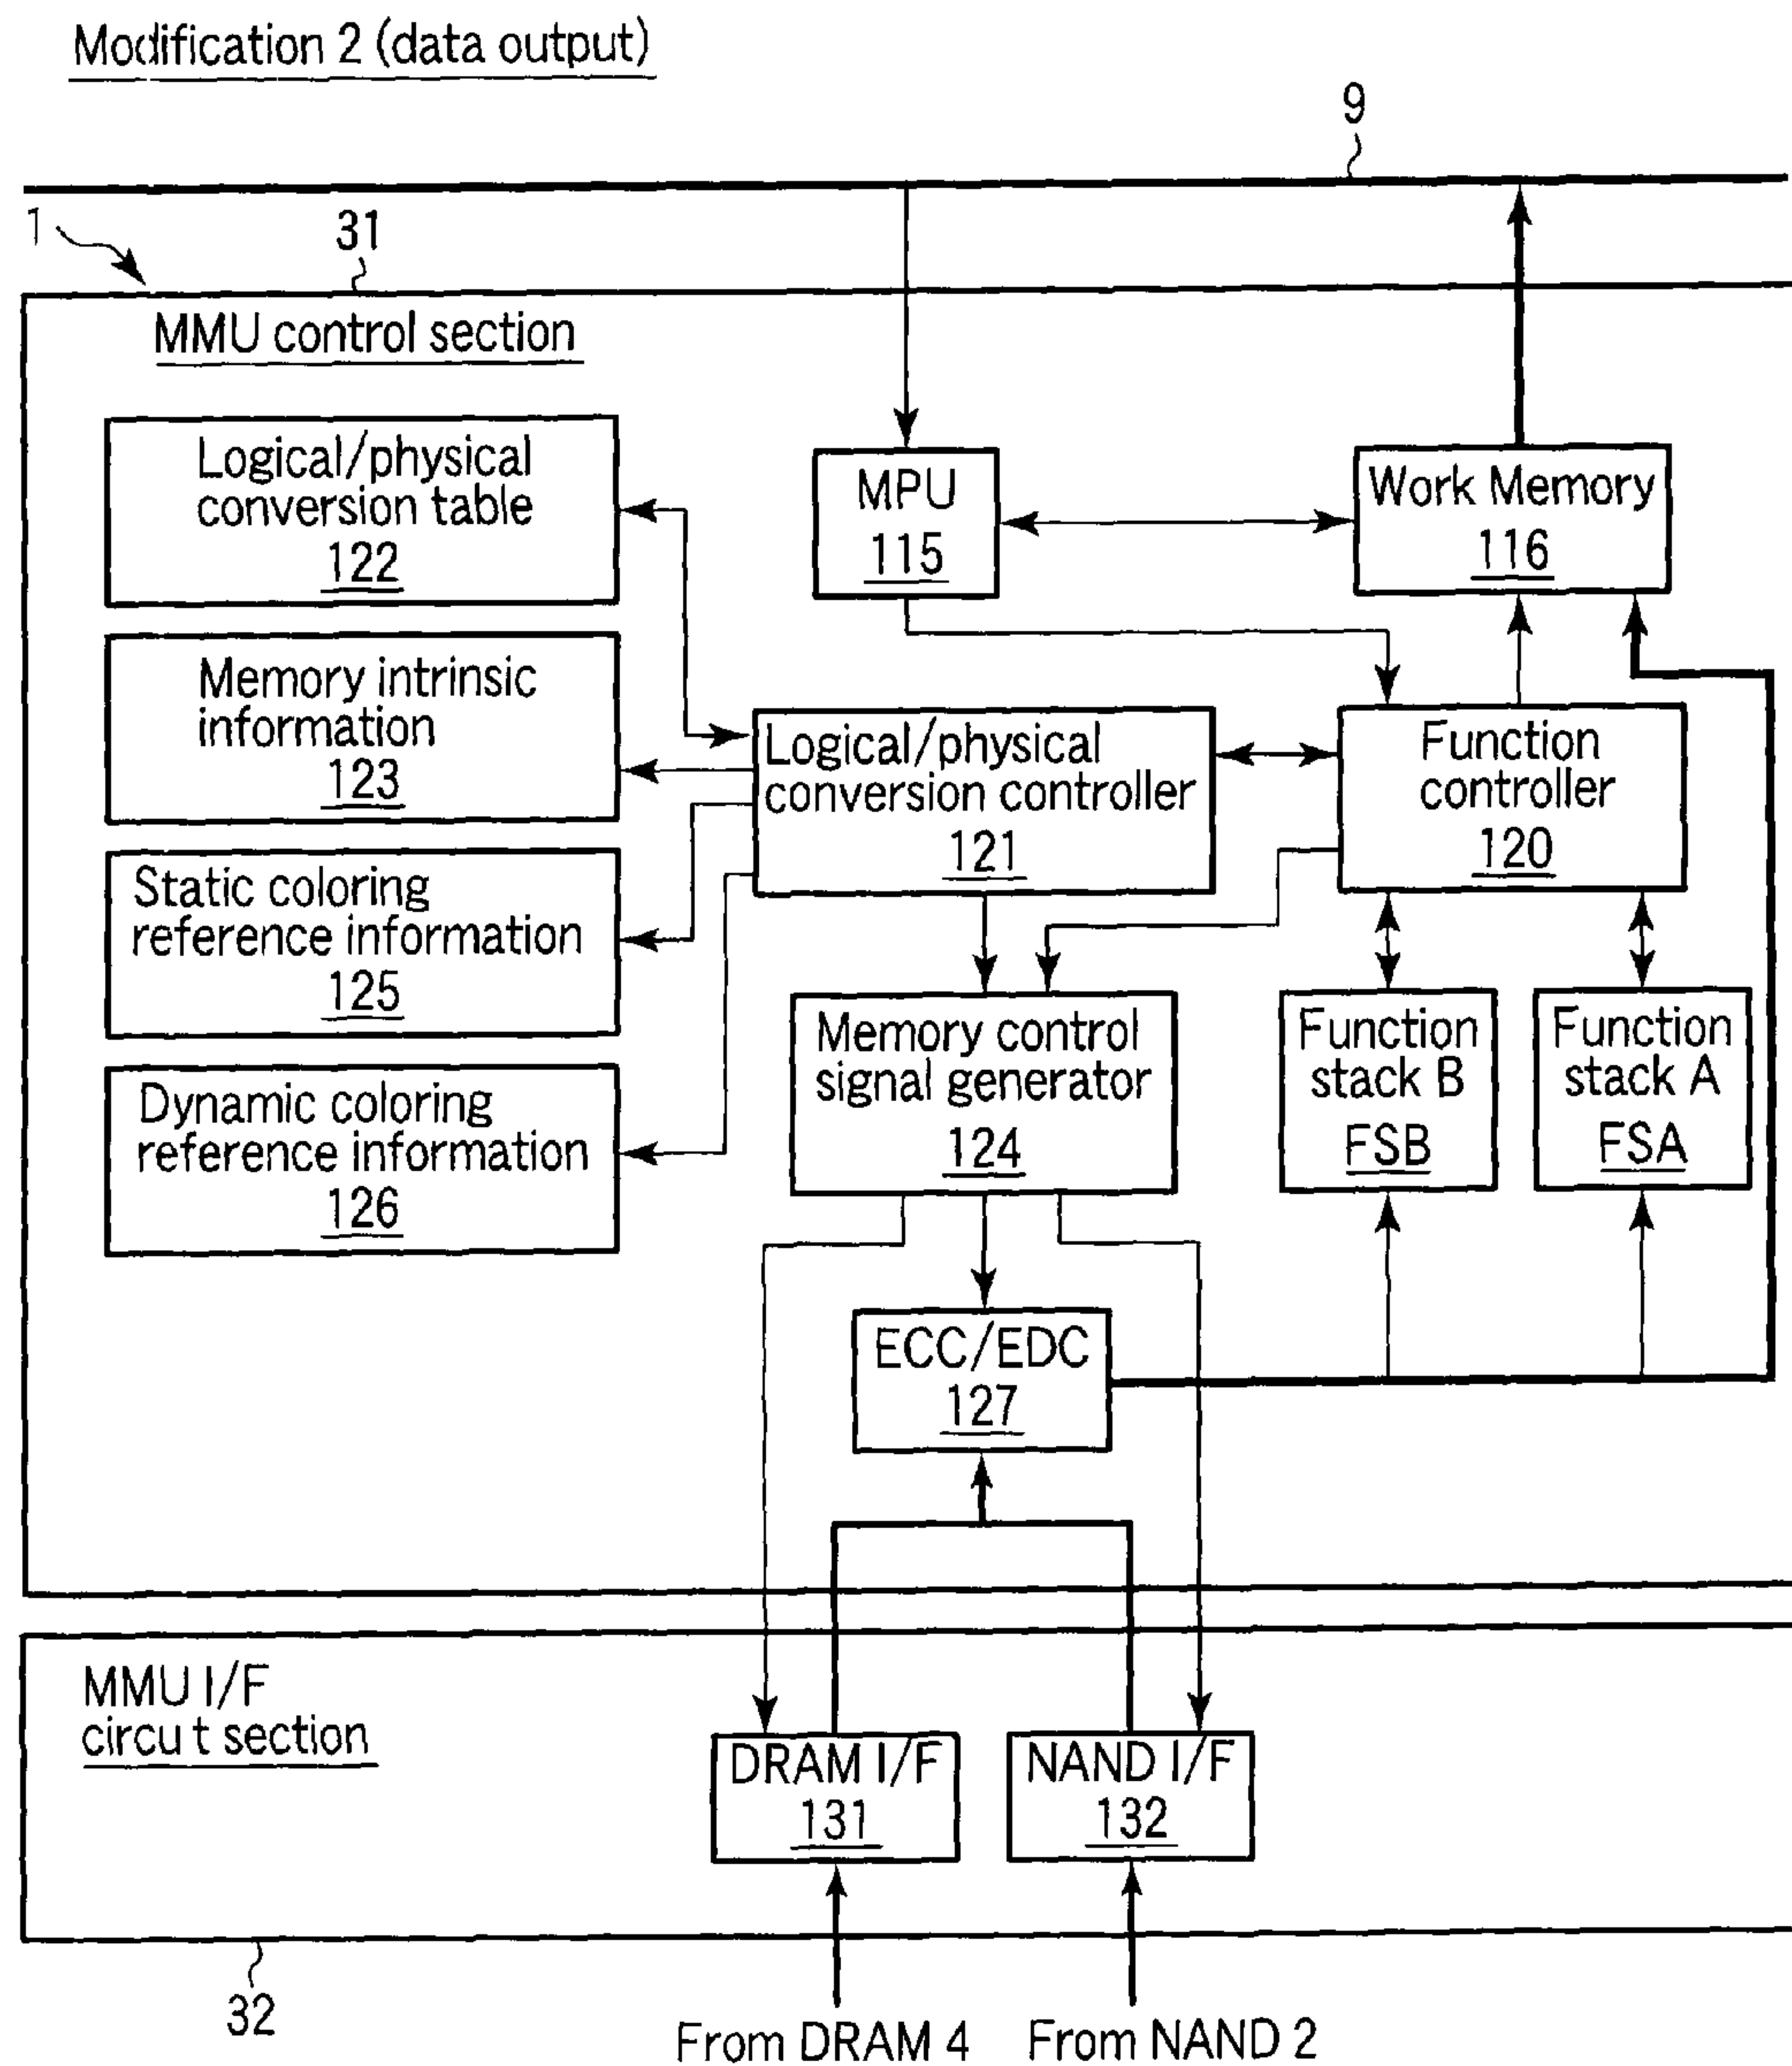 Modification 2 (data output)
9
1
31
MMU control section
Logical/physical
conversion table
122
MPU
115
Work Memory
116
Memory intrinsic
information
123
Logical/physical
conversion controller
121
Function
controller
120
Static coloring
reference information
125
Memory control
signal generator
124
Function
stack B
FSB
Function
stack A
FSA
Dynamic coloring
reference information
126
ECC/EDC
127
MMU I/F
circu t section
DRAM I/F
131
NAND I/F
132
32
From DRAM 4
From NAND 2